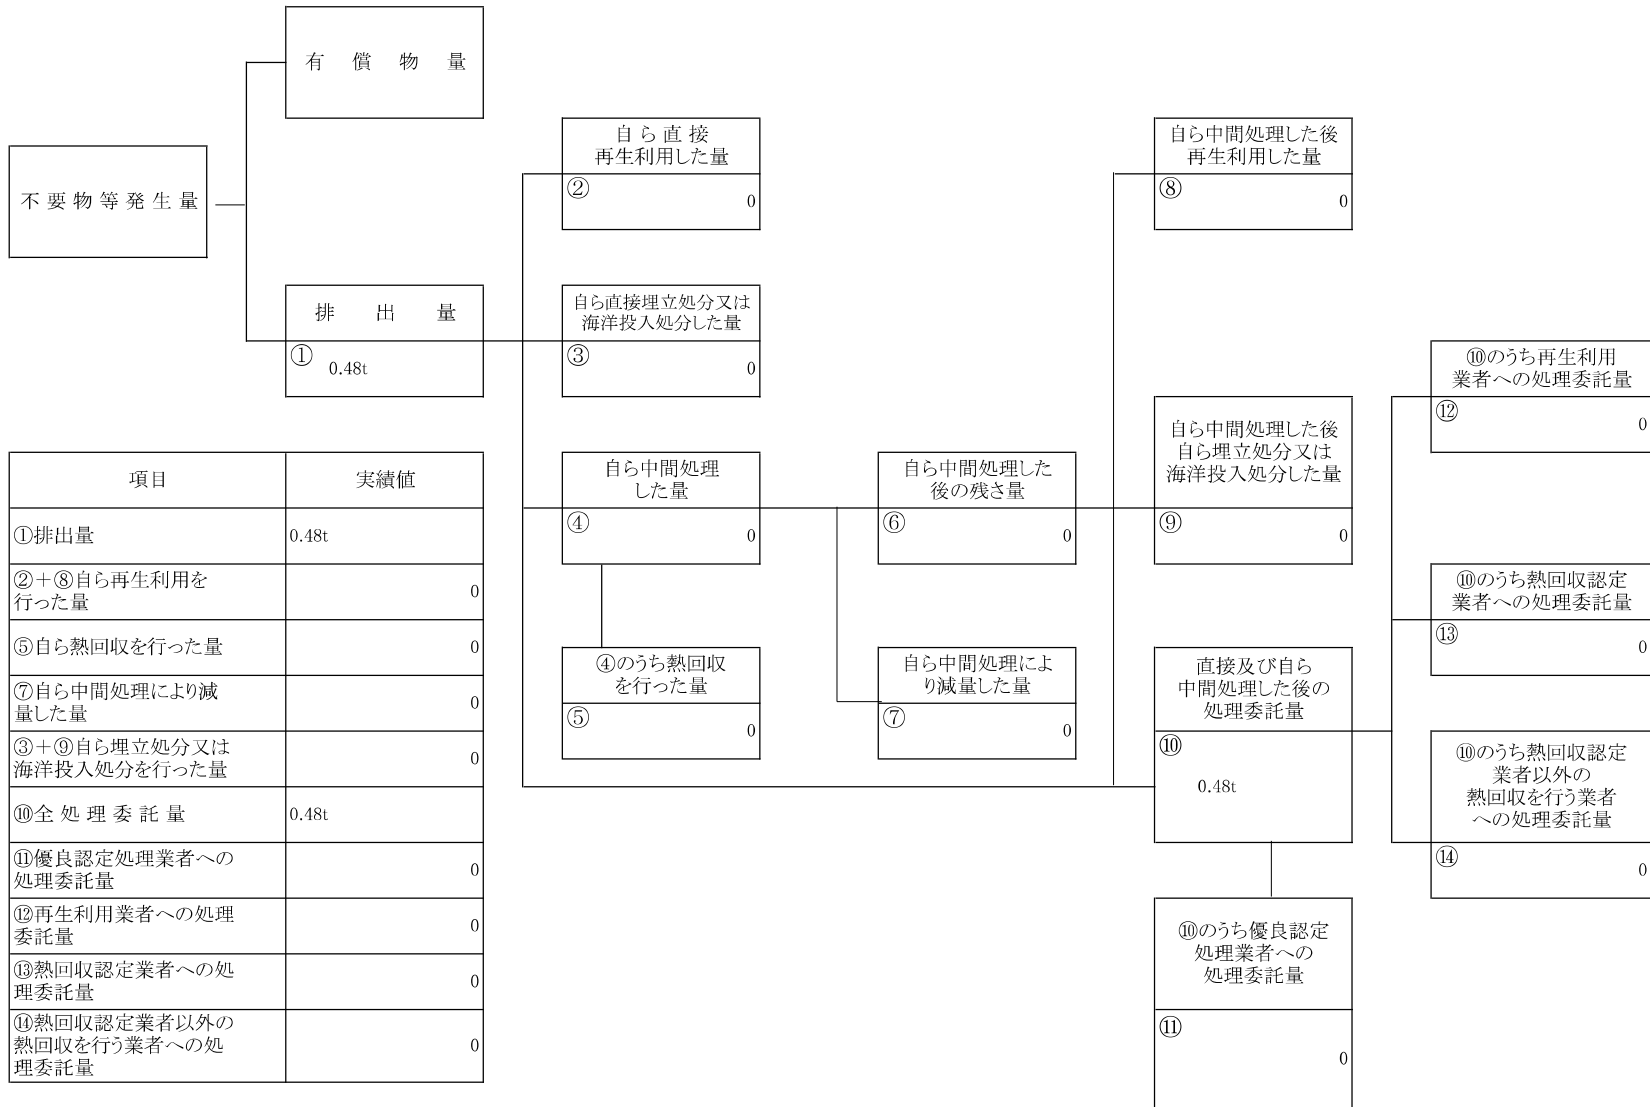 有 償 物 量
不 要 物 等 発 生 量
排 出 量
①
0.48t
自 ら 直 接
再生利用した量
②
0
自ら直接埋立処分又は
海洋投入処分した量
③
0
自ら中間処理
した量
④
0
④のうち熱回収
を行った量
⑤
0
自ら中間処理した
後の残さ量
⑥
0
自ら中間処理によ
り減量した量
⑦
0
自ら中間処理した後
再生利用した量
⑧
0
自ら中間処理した後
自ら埋立処分又は
海洋投入処分した量
⑨
0
直接及び自ら
中間処理した後の
処理委託量
⑩
0.48t
⑩のうち優良認定
処理業者への
処理委託量
⑪
0
⑩のうち再生利用
業者への処理委託量
⑫
0
⑩のうち熱回収認定
業者への処理委託量
⑬
0
⑩のうち熱回収認定
業者以外の
熱回収を行う業者
への処理委託量
⑭
0
項目 実績値
①排出量 0.48t
②＋⑧自ら再生利用を
行った量
0
⑤自ら熱回収を行った量 0
⑦自ら中間処理により減
量した量
0
③＋⑨自ら埋立処分又は
海洋投入処分を行った量
0
⑩全 処 理 委 託 量 0.48t
⑪優良認定処理業者への
処理委託量
0
⑫再生利用業者への処理
委託量
0
⑬熱回収認定業者への処
理委託量
0
⑭熱回収認定業者以外の
熱回収を行う業者への処
理委託量
0